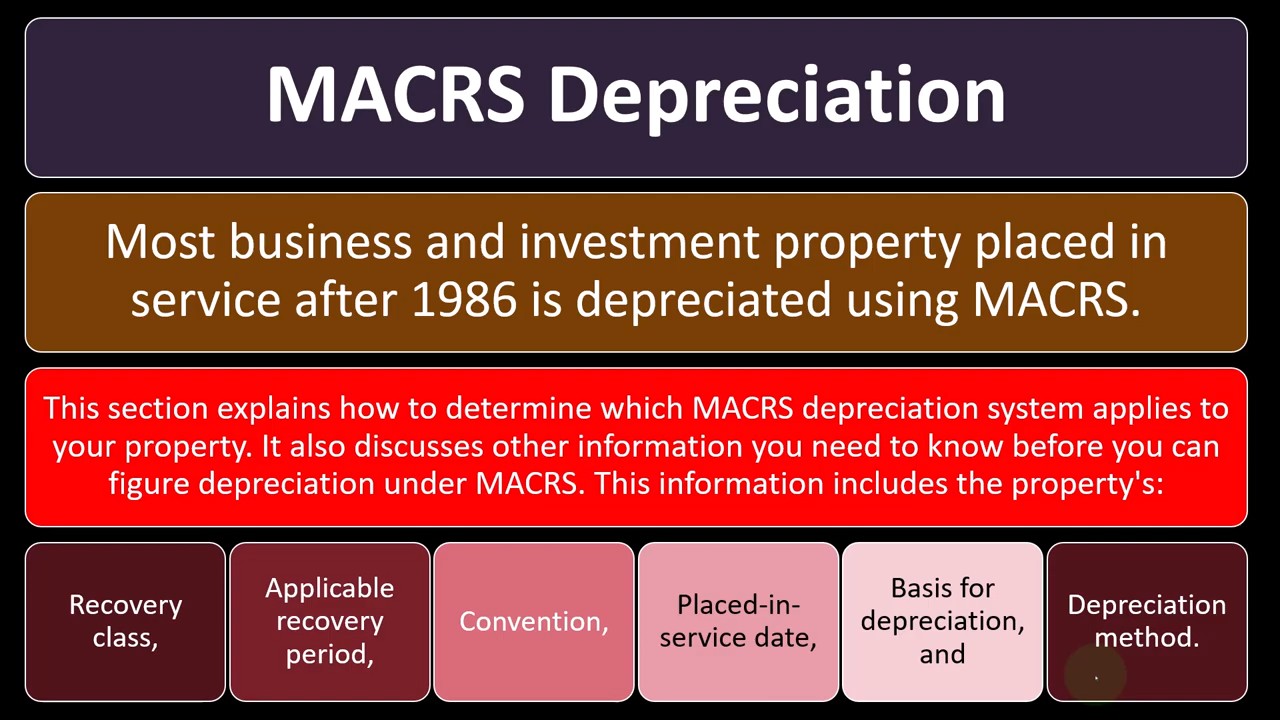 MACRS Depreciation
Most business and investment property placed in
service after 1986 is depreciated using MACRS.
This section explains how to determine which MACRS depreciation system applies to
your property. It also discusses other information you need to know before you can
figure depreciation under MACRS. This information includes the property's:
Recovery
class,
Applicable
recovery
period,
Convention,
Placed-in-
service date,
Basis for
depreciation,
and
Depreciation
method.